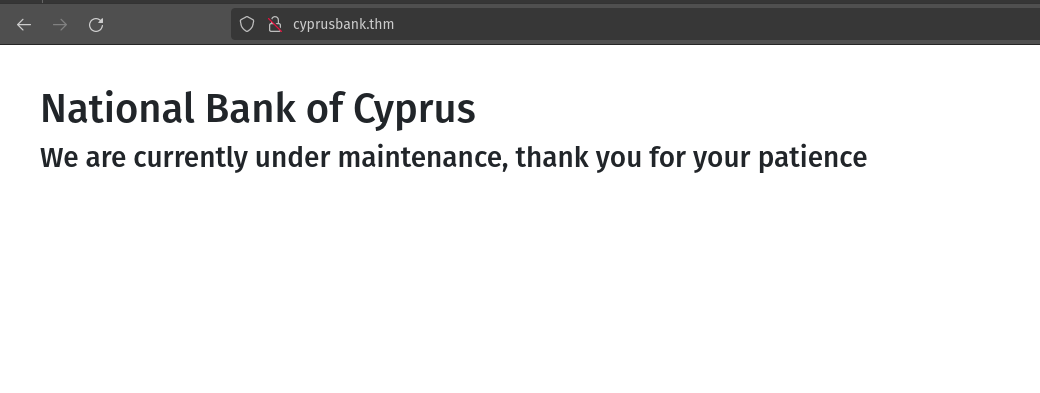 cyprusbank.thm
National Bank of Cyprus
We are currently under maintenance, thank you for your patience